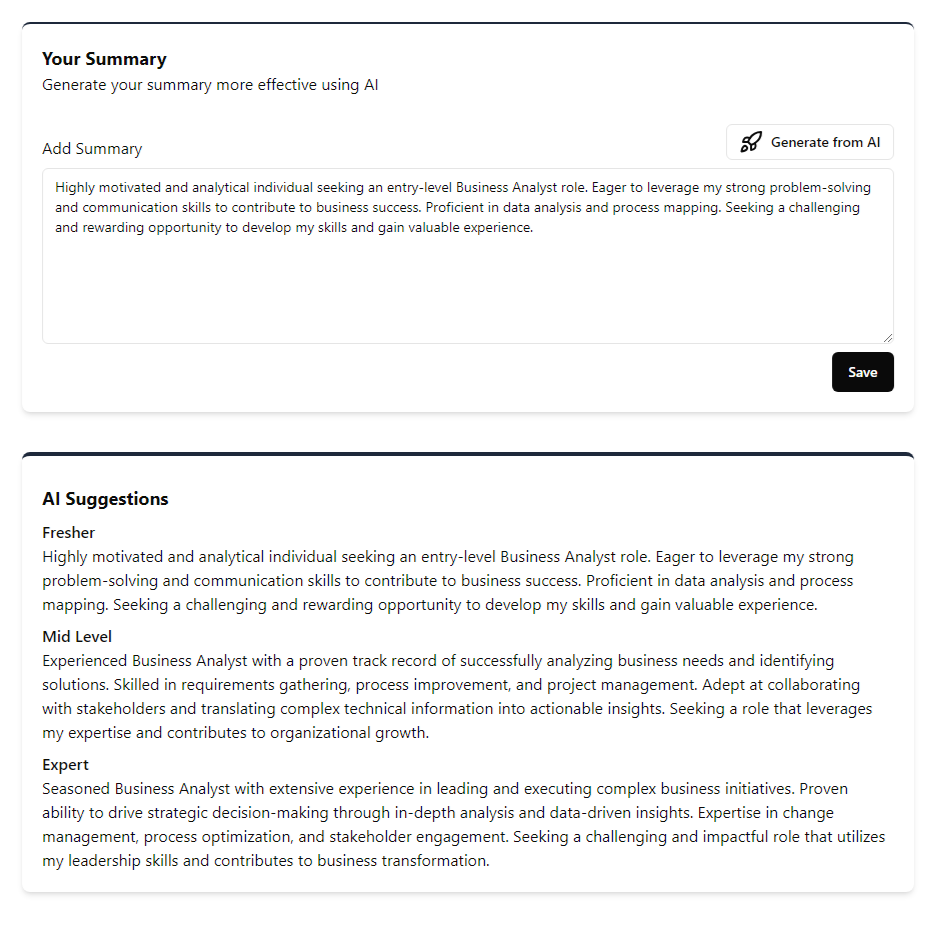 Your Summary
Generate your summary more effective using AI
Add Summary
Generate from AI
Highly motivated and analytical individual seeking an entry-level Business Analyst role. Eager to leverage my strong problem-solving
and communication skills to contribute to business success. Proficient in data analysis and process mapping. Seeking a challenging
and rewarding opportunity to develop my skills and gain valuable experience.
Save
AI Suggestions
Fresher
Highly motivated and analytical individual seeking an entry-level Business Analyst role. Eager to leverage my strong
problem-solving and communication skills to contribute to business success. Proficient in data analysis and process
mapping. Seeking a challenging and rewarding opportunity to develop my skills and gain valuable experience.
Mid Level
Experienced Business Analyst with a proven track record of successfully analyzing business needs and identifying
solutions. Skilled in requirements gathering, process improvement, and project management. Adept at collaborating
with stakeholders and translating complex technical information into actionable insights. Seeking a role that leverages
my expertise and contributes to organizational growth.
Expert
Seasoned Business Analyst with extensive experience in leading and executing complex business initiatives. Proven
ability to drive strategic decision-making through in-depth analysis and data-driven insights. Expertise in change
management, process optimization, and stakeholder engagement. Seeking a challenging and impactful role that utilizes
my leadership skills and contributes to business transformation.